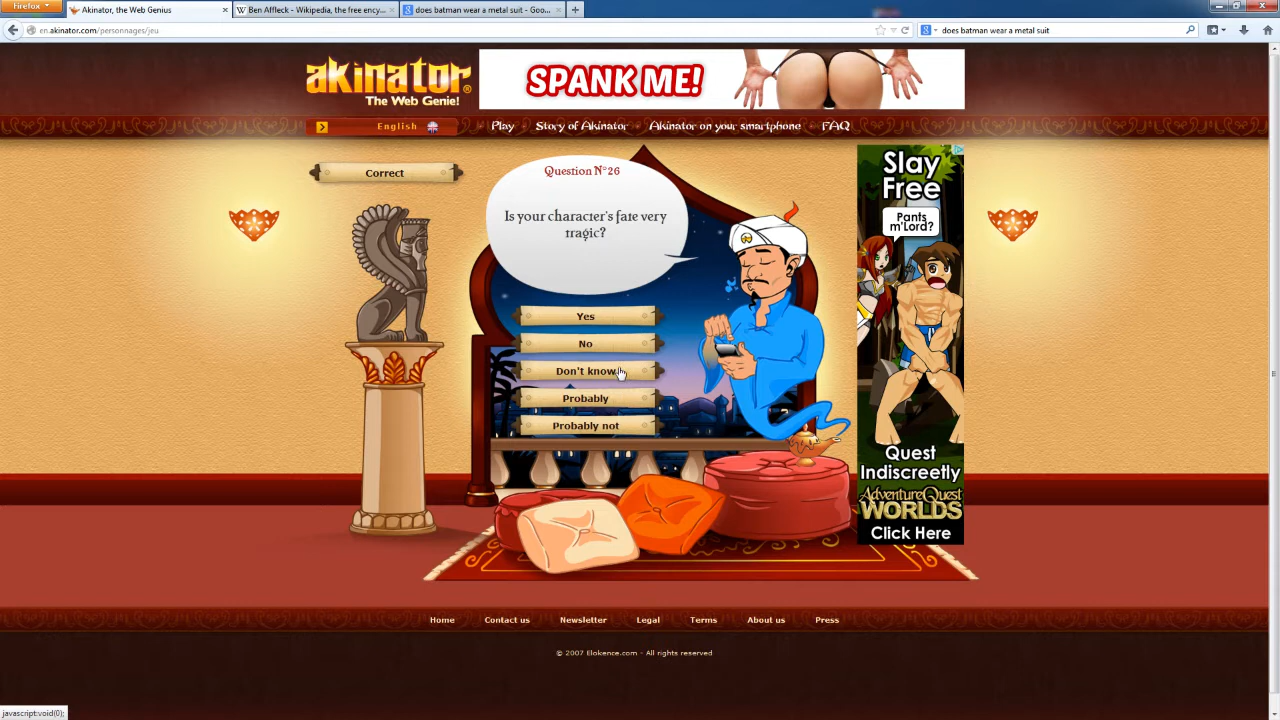 Firefox
Akinator, the Web Genius
Ben Affleck - Wikipedia, the free ency...
does batman wear a metal suit - Goo...
en.akinator.com/personnages/jeu
does batman wear a metal suit
akinator
The Web Genie!
SPANK ME!
English
Play
Story of Akinator
Akinator on your smartphone
FAQ
Correct
Question N°26
Is your character's fate very
tragic?
Yes
No
Don't know
Probably
Probably not
Slay
Free
Pants
m'Lord?
Quest
Indiscreetly
AdventureQuest
WORLDS
Click Here
Home
Contact us
Newsletter
Legal
Terms
About us
Press
© 2007 Elokence.com - All rights reserved
javascript:void(0);